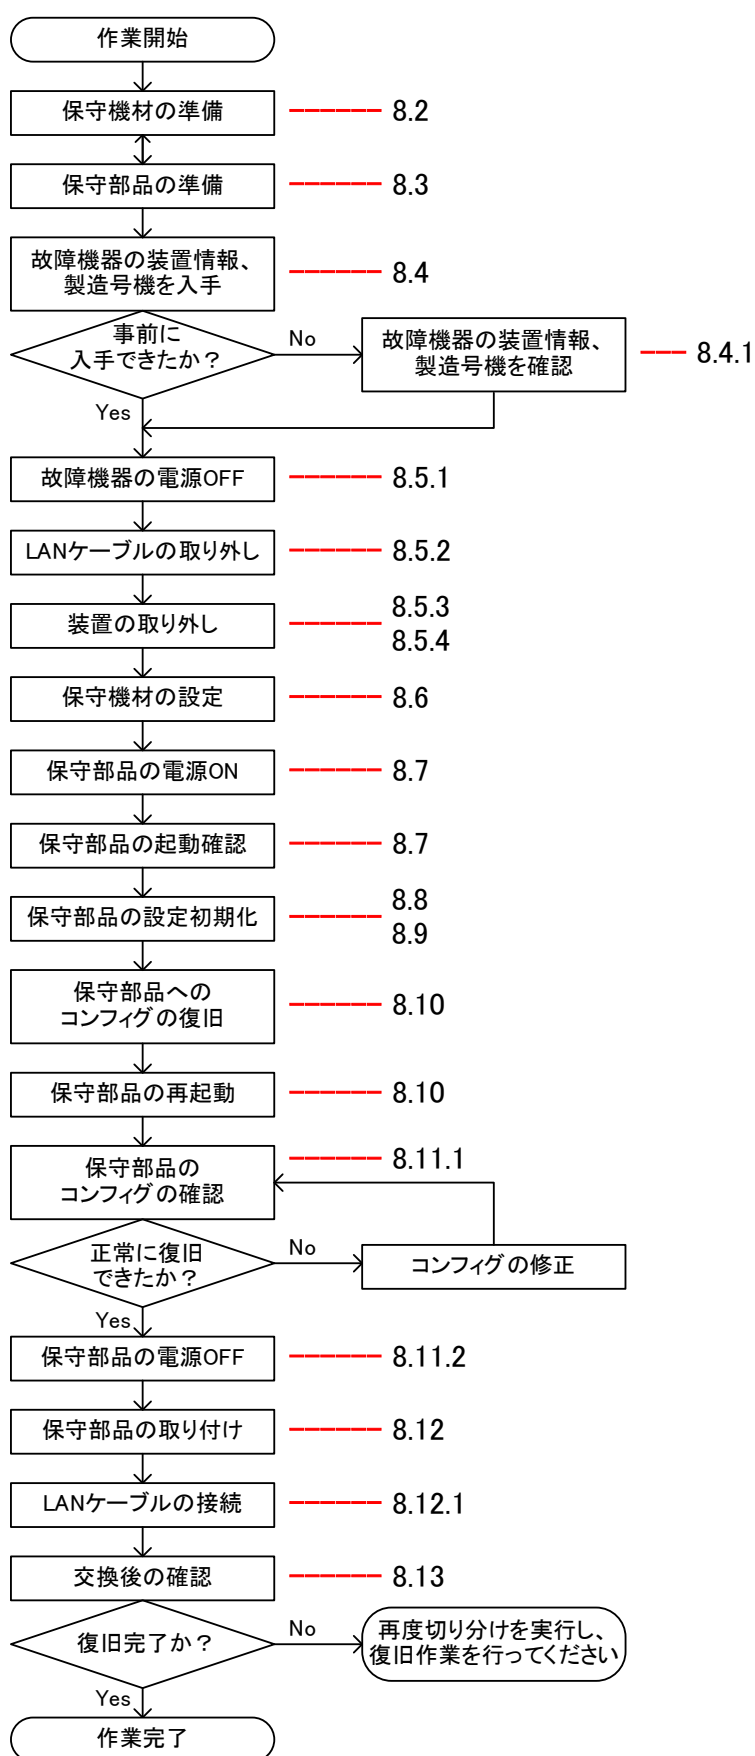 作業開始
保守機材の準備
8.2
保守部品の準備
8.3
故障機器の装置情報、
製造号機を入手
8.4
事前に
入手できたか？
No
故障機器の装置情報、
製造号機を確認
8.4.1
Yes
故障機器の電源OFF
8.5.1
LANケーブルの取り外し
8.5.2
装置の取り外し
8.5.3
8.5.4
保守機材の設定
8.6
保守部品の電源ON
8.7
保守部品の起動確認
8.7
保守部品の設定初期化
8.8
8.9
保守部品への
コンフィグの復旧
8.10
保守部品の再起動
8.10
保守部品の
コンフィグの確認
8.11.1
正常に復旧
できたか？
No
コンフィグの修正
Yes
保守部品の電源OFF
8.11.2
保守部品の取り付け
8.12
LANケーブルの接続
8.12.1
交換後の確認
8.13
復旧完了か？
No
再度切り分けを実行し、
復旧作業を行ってください
Yes
作業完了